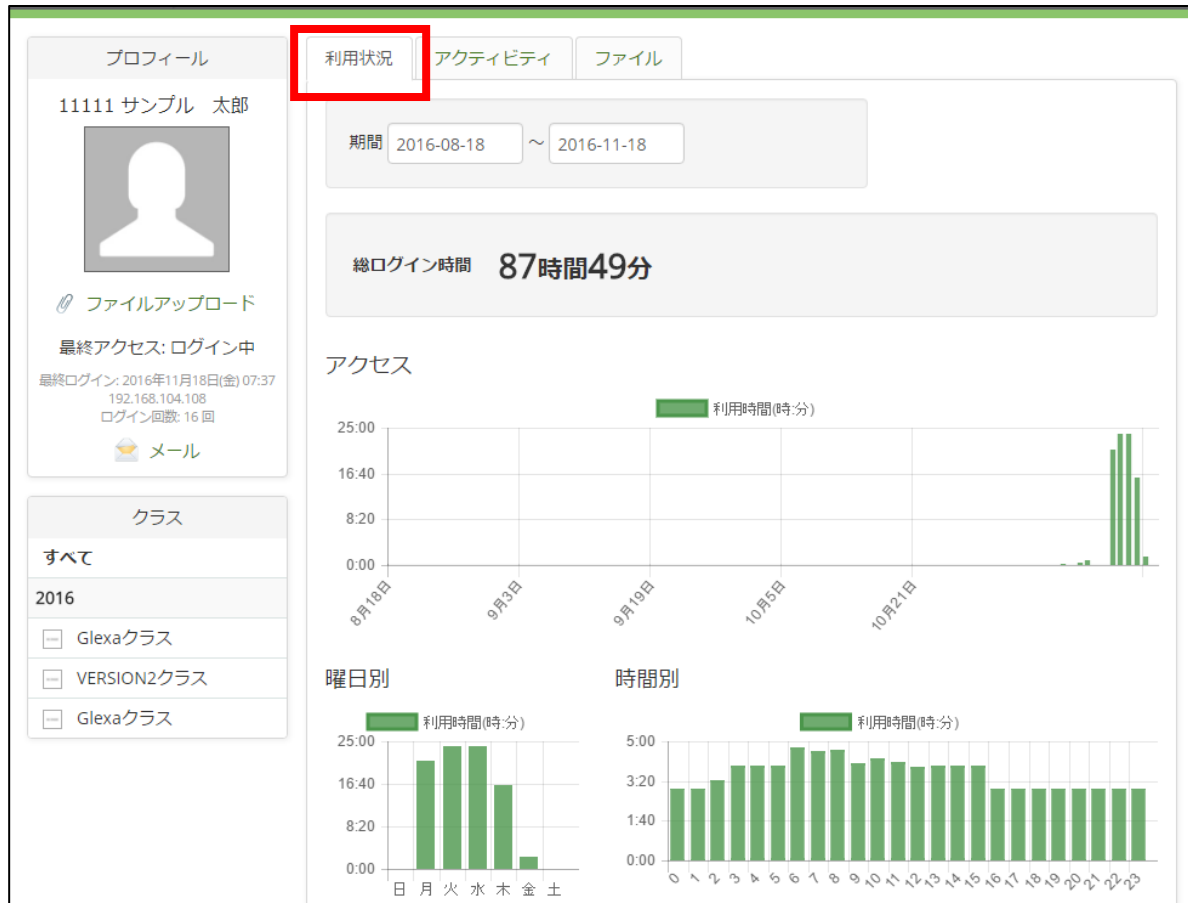 プロフィール
11111 サンプル　太郎
ファイルアップロード
最終アクセス: ログイン中
最終ログイン: 2016年11月18日(金) 07:37
192.168.104.108
ログイン回数: 16 回
メール
クラス
すべて
2016
Glexaクラス
VERSION2クラス
Glexaクラス
利用状況 アクティビティ ファイル
期間 2016-08-18 ～ 2016-11-18
総ログイン時間 87時間49分
アクセス
利用時間(時:分)
25:00
16:40
8:20
0:00
8月18日 9月3日 9月19日 10月5日 10月21日
曜日別
利用時間(時:分)
25:00
16:40
8:20
0:00
日 月 火 水 木 金 土
時間別
利用時間(時:分)
5:00
3:20
1:40
0:00
0 1 2 3 4 5 6 7 8 9 10 11 12 13 14 15 16 17 18 19 20 21 22 23